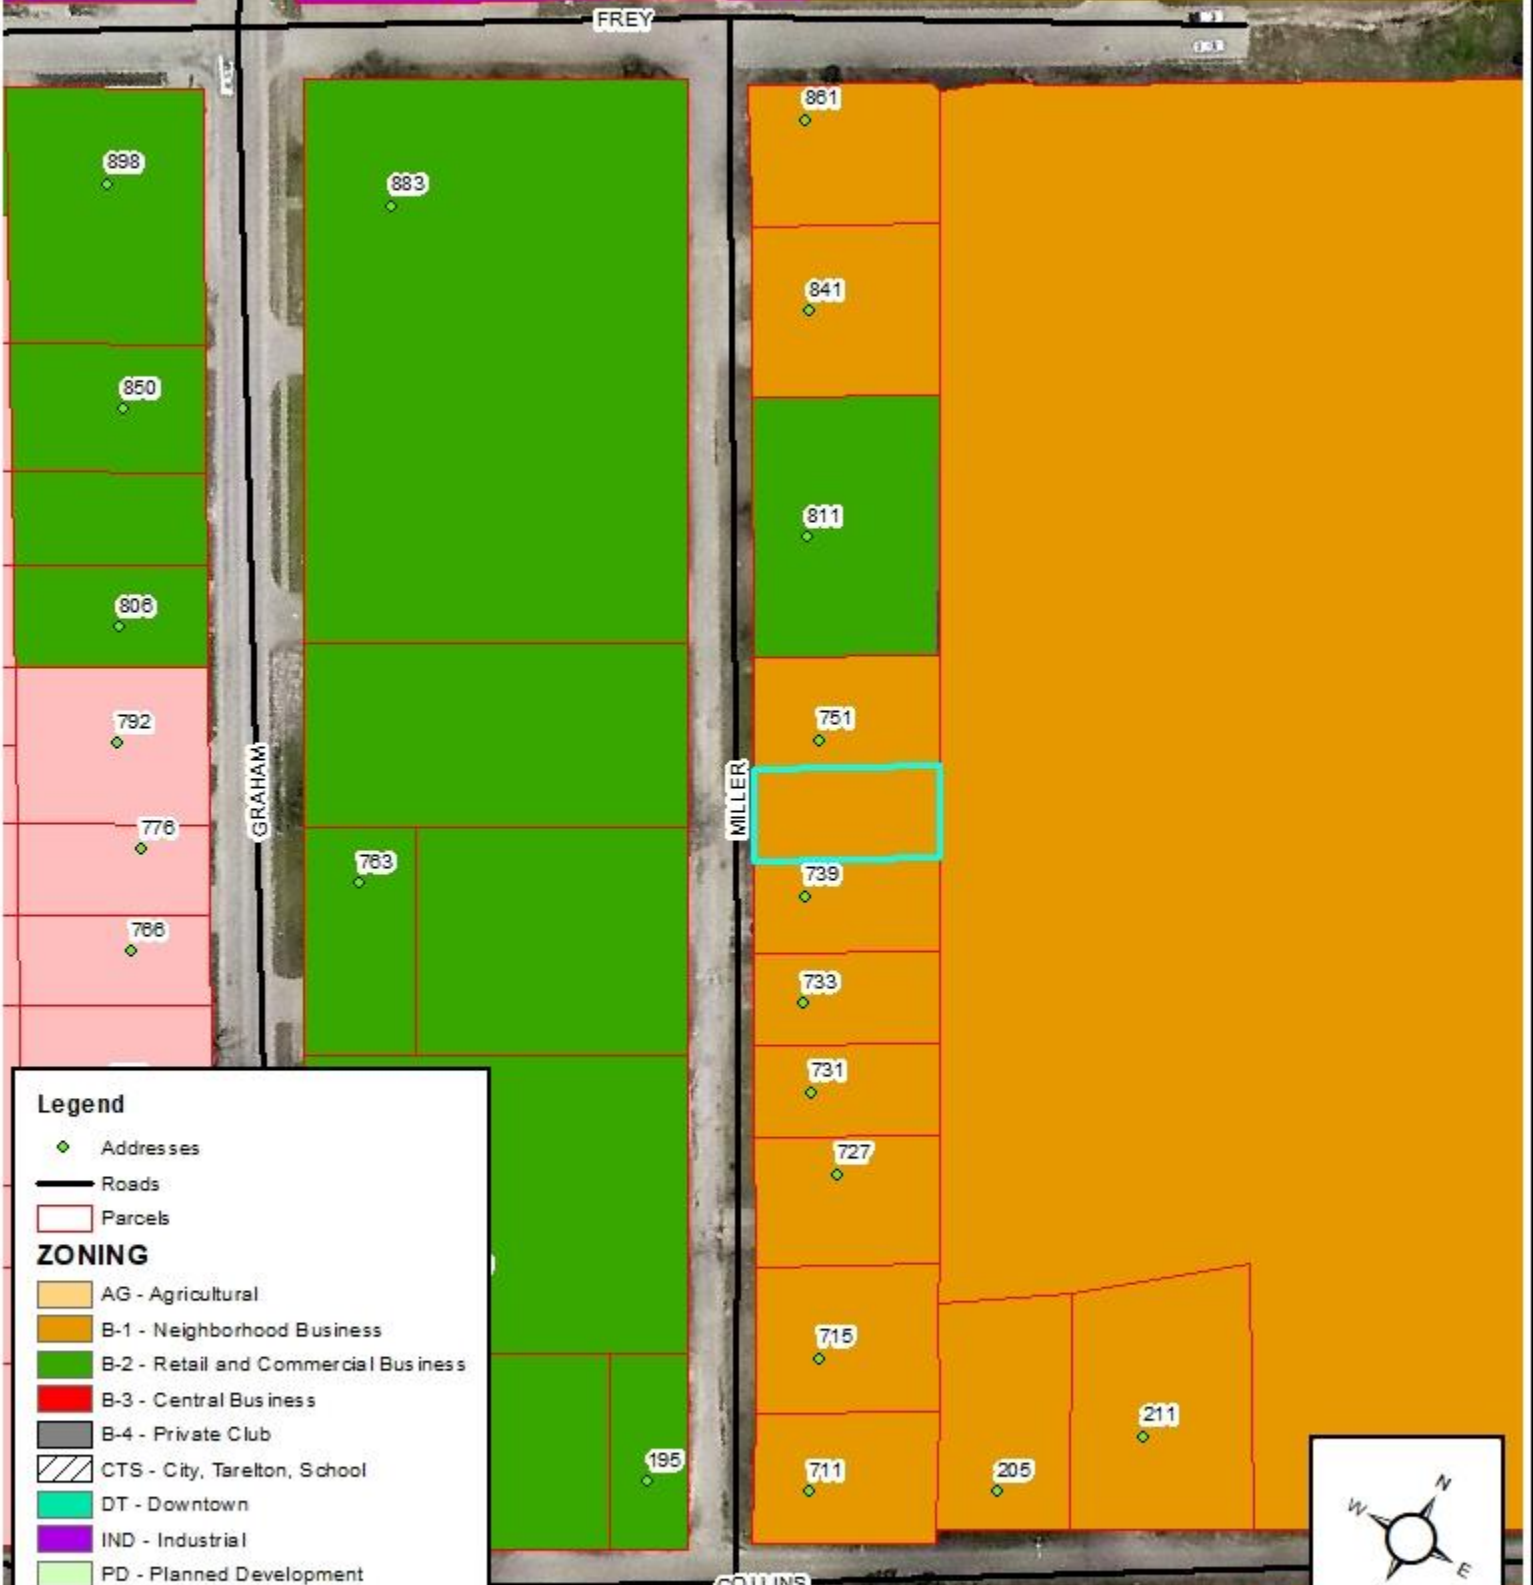 FREY
861
898
883
841
850
811
806
751
792
GRAHAM
MILLER
776
763
739
766
733
731
727
715
211
195
711
205
Legend
Addresses
Roads
Parcels
ZONING
AG - Agricultural
B-1 - Neighborhood Business
B-2 - Retail and Commercial Business
B-3 - Central Business
B-4 - Private Club
CTS - City, Tarelton, School
DT - Downtown
IND - Industrial
PD - Planned Development
COLLINS
N
W
E